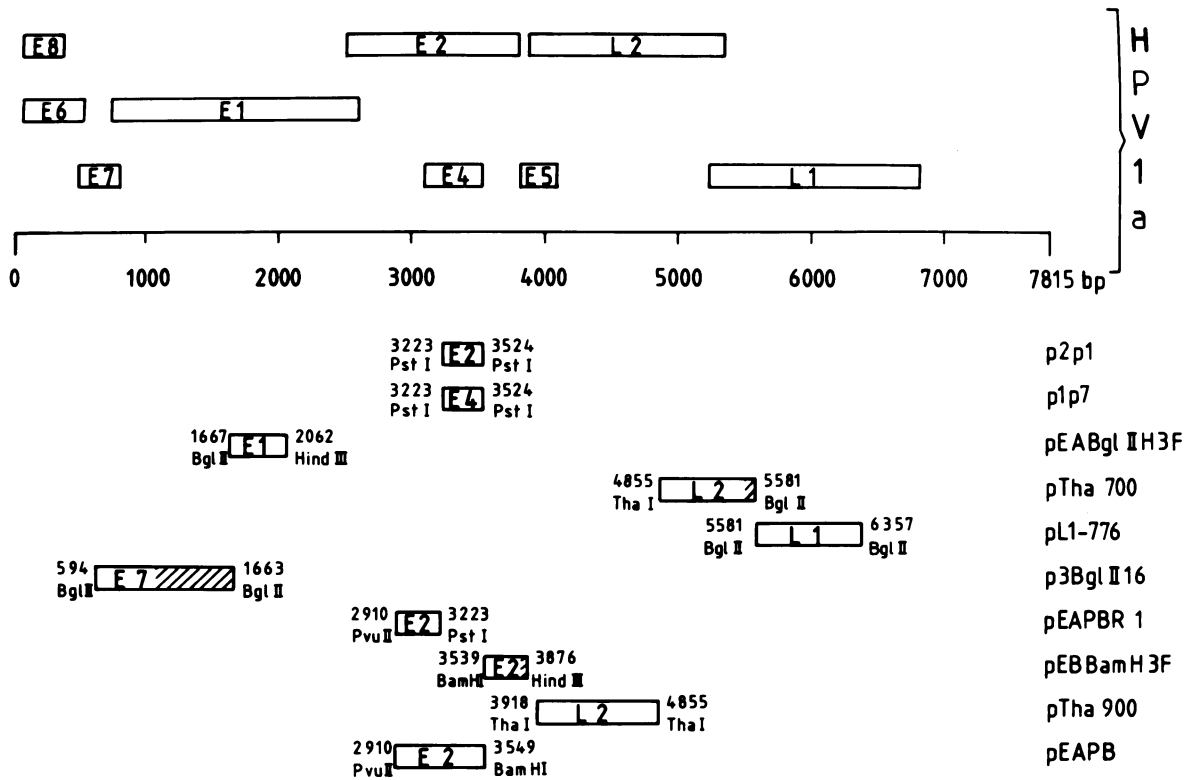 E8 E2 L2
E6 E1
E7 E4 E5 L1
H
P
V
1
a
0 1000 2000 3000 4000 5000 6000 7000 7815 bp
3223 E2 3524 p2p1
Pst I Pst I
3223 E4 3524 p1p7
Pst I Pst I
1667 E1 2062 pEABgl II H3F
Bgl II Hind III
4855 L2 5581 pTha 700
Tha I Bgl II
5581 L1 6357 pL1-776
Bgl II Bgl II
594 E7 1663 p3Bgl II 16
Bgl II Bgl II
2910 E2 3223 pEAPBR 1
Pvu II Pst I
3539 E2 3876 pEBBamH3F
BamHI Hind III
3918 L2 4855 pTha 900
Tha I Tha I
2910 E2 3549 pEAPB
Pvu II Bam HI